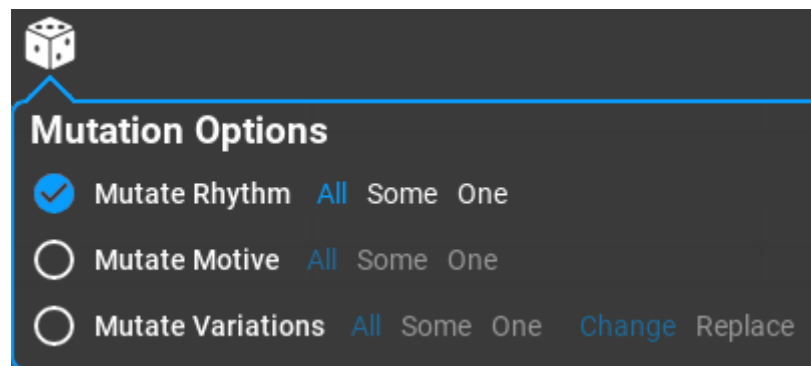 Mutation Options
Mutate Rhythm All Some One
Mutate Motive All Some One
Mutate Variations All Some One Change Replace